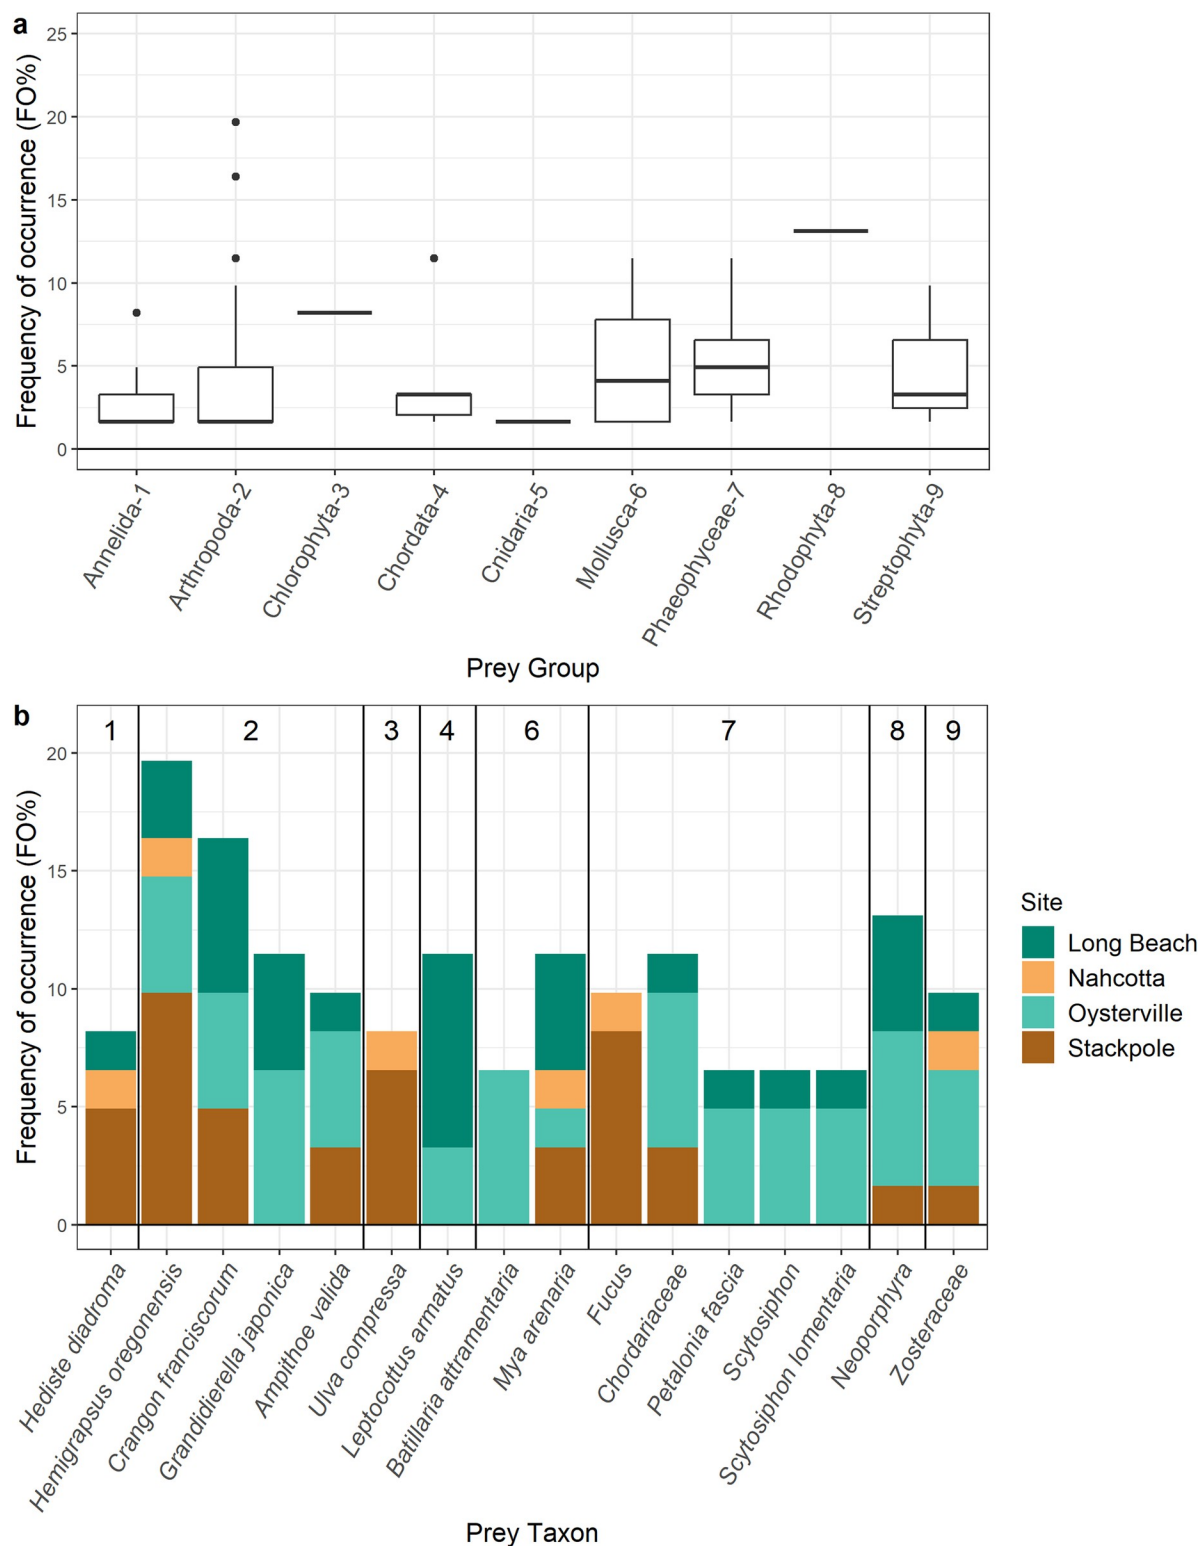 a
Frequency of occurrence (FO%)
25
20
15
10
5
0
Annelida-1
Arthropoda-2
Chlorophyta-3
Chordata-4
Cnidaria-5
Mollusca-6
Phaeophyceae-7
Rhodophyta-8
Streptophyta-9
Prey Group
b
Frequency of occurrence (FO%)
1 2 3 4 6 7 8 9
20
15
10
5
0
Hediste diadroma
Hemigrapsus oregonensis
Crangon franciscorum
Grandidierella japonica
Ampithoe valida
Ulva compressa
Leptocottus armatus
Batillaria attramentaria
Mya arenaria
Fucus
Chordariaceae
Petalonia fascia
Scytosiphon
Scytosiphon lomentaria
Neoporphyra
Zosteraceae
Prey Taxon
Site
Long Beach
Nahcotta
Oysterville
Stackpole